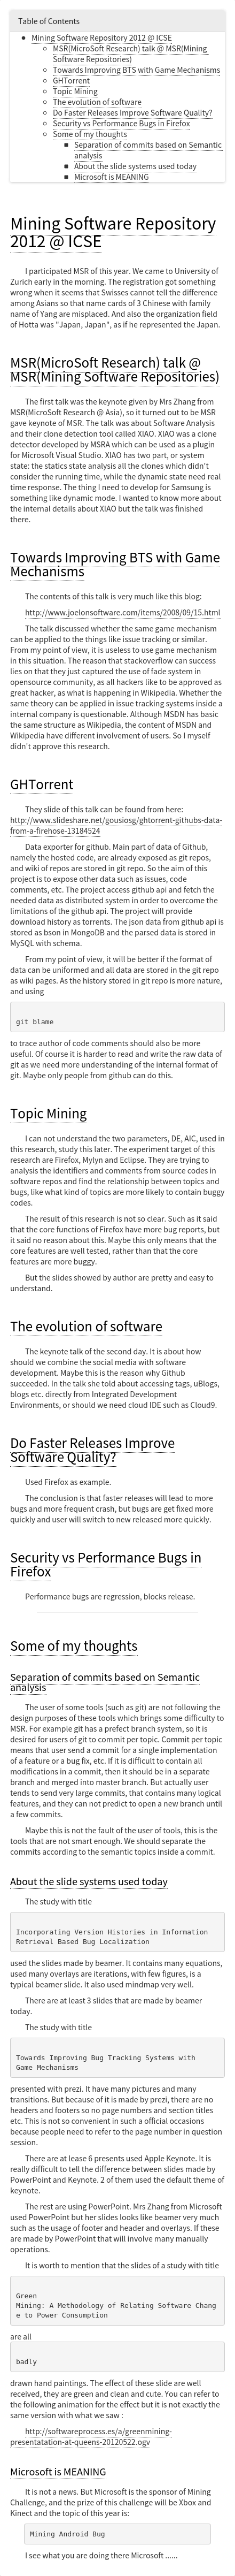 Table of Contents
Mining Software Repository 2012 @ ICSE
MSR(MicroSoft Research) talk @ MSR(Mining
Software Repositories)
Towards Improving BTS with Game Mechanisms
GHTorrent
Topic Mining
The evolution of software
Do Faster Releases Improve Software Quality?
Security vs Performance Bugs in Firefox
Some of my thoughts
Separation of commits based on Semantic
analysis
About the slide systems used today
Microsoft is MEANING
Mining Software Repository
2012 @ ICSE
I participated MSR of this year. We came to University of
Zurich early in the morning. The registration got something
wrong when it seems that Swisses cannot tell the difference
among Asians so that name cards of 3 Chinese with family
name of Yang are misplaced. And also the organization field
of Hotta was "Japan, Japan", as if he represented the Japan.
MSR(MicroSoft Research) talk @
MSR(Mining Software Repositories)
The first talk was the keynote given by Mrs Zhang from
MSR(MicroSoft Research @ Asia), so it turned out to be MSR
gave keynote of MSR. The talk was about Software Analysis
and their clone detection tool called XIAO. XIAO was a clone
detector developed by MSRA which can be used as a plugin
for Microsoft Visual Studio. XIAO has two part, or system
state: the statics state analysis all the clones which didn't
consider the running time, while the dynamic state need real
time response. The thing I need to develop for Samsung is
something like dynamic mode. I wanted to know more about
the internal details about XIAO but the talk was finished
there.
Towards Improving BTS with Game
Mechanisms
The contents of this talk is very much like this blog:
http://www.joelonsoftware.com/items/2008/09/15.html
The talk discussed whether the same game mechanism
can be applied to the things like issue tracking or similar.
From my point of view, it is useless to use game mechanism
in this situation. The reason that stackoverflow can success
lies on that they just captured the use of fade system in
opensource community, as all hackers like to be approved as
great hacker, as what is happening in Wikipedia. Whether the
same theory can be applied in issue tracking systems inside a
internal company is questionable. Although MSDN has basic
the same structure as Wikipedia, the content of MSDN and
Wikipedia have different involvement of users. So I myself
didn't approve this research.
GHTorrent
They slide of this talk can be found from here:
http://www.slideshare.net/gousiosg/ghtorrent-githubs-data-
from-a-firehose-13184524
Data exporter for github. Main part of data of Github,
namely the hosted code, are already exposed as git repos,
and wiki of repos are stored in git repo. So the aim of this
project is to expose other data such as issues, code
comments, etc. The project access github api and fetch the
needed data as distributed system in order to overcome the
limitations of the github api. The project will provide
download history as torrents. The json data from github api is
stored as bson in MongoDB and the parsed data is stored in
MySQL with schema.
From my point of view, it will be better if the format of
data can be uniformed and all data are stored in the git repo
as wiki pages. As the history stored in git repo is more nature,
and using
git blame
to trace author of code comments should also be more
useful. Of course it is harder to read and write the raw data of
git as we need more understanding of the internal format of
git. Maybe only people from github can do this.
Topic Mining
I can not understand the two parameters, DE, AIC, used in
this research, study this later. The experiment target of this
research are Firefox, Mylyn and Eclipse. They are trying to
analysis the identifiers and comments from source codes in
software repos and find the relationship between topics and
bugs, like what kind of topics are more likely to contain buggy
codes.
The result of this research is not so clear. Such as it said
that the core functions of Firefox have more bug reports, but
it said no reason about this. Maybe this only means that the
core features are well tested, rather than that the core
features are more buggy.
But the slides showed by author are pretty and easy to
understand.
The evolution of software
The keynote talk of the second day. It is about how
should we combine the social media with software
development. Maybe this is the reason why Github
succeeded. In the talk she told about accessing tags, uBlogs,
blogs etc. directly from Integrated Development
Environments, or should we need cloud IDE such as Cloud9.
Do Faster Releases Improve
Software Quality?
Used Firefox as example.
The conclusion is that faster releases will lead to more
bugs and more frequent crash, but bugs are get fixed more
quickly and user will switch to new released more quickly.
Security vs Performance Bugs in
Firefox
Performance bugs are regression, blocks release.
Some of my thoughts
Separation of commits based on Semantic
analysis
The user of some tools (such as git) are not following the
design purposes of these tools which brings some difficulty to
MSR. For example git has a prefect branch system, so it is
desired for users of git to commit per topic. Commit per topic
means that user send a commit for a single implementation
of a feature or a bug fix, etc. If it is difficult to contain all
modifications in a commit, then it should be in a separate
branch and merged into master branch. But actually user
tends to send very large commits, that contains many logical
features, and they can not predict to open a new branch until
a few commits.
Maybe this is not the fault of the user of tools, this is the
tools that are not smart enough. We should separate the
commits according to the semantic topics inside a commit.
About the slide systems used today
The study with title
Incorporating Version Histories in Information
Retrieval Based Bug Localization
used the slides made by beamer. It contains many equations,
used many overlays are iterations, with few figures, is a
typical beamer slide. It also used mindmap very well.
There are at least 3 slides that are made by beamer
today.
The study with title
Towards Improving Bug Tracking Systems with
Game Mechanisms
presented with prezi. It have many pictures and many
transitions. But because of it is made by prezi, there are no
headers and footers so no page numbers and section titles
etc. This is not so convenient in such a official occasions
because people need to refer to the page number in question
session.
There are at lease 6 presents used Apple Keynote. It is
really difficult to tell the difference between slides made by
PowerPoint and Keynote. 2 of them used the default theme of
keynote.
The rest are using PowerPoint. Mrs Zhang from Microsoft
used PowerPoint but her slides looks like beamer very much
such as the usage of footer and header and overlays. If these
are made by PowerPoint that will involve many manually
operations.
It is worth to mention that the slides of a study with title
Green
Mining: A Methodology of Relating Software Chang
e to Power Consumption
are all
badly
drawn hand paintings. The effect of these slide are well
received, they are green and clean and cute. You can refer to
the following animation for the effect but it is not exactly the
same version with what we saw :
http://softwareprocess.es/a/greenmining-
presentatation-at-queens-20120522.ogv
Microsoft is MEANING
It is not a news. But Microsoft is the sponsor of Mining
Challenge, and the prize of this challenge will be Xbox and
Kinect and the topic of this year is:
Mining Android Bug
I see what you are doing there Microsoft ......